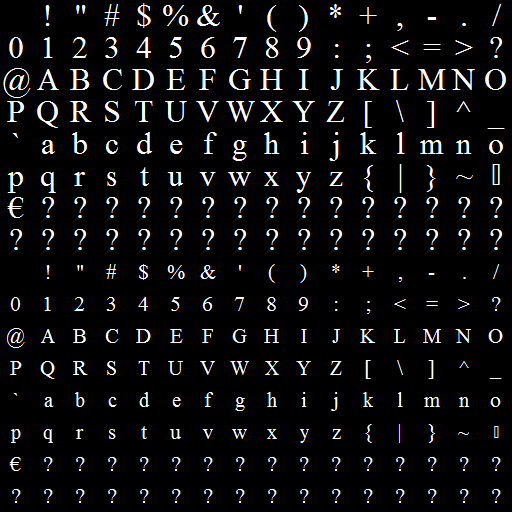 ! " # $ % & ' ( ) * + , - . /
0 1 2 3 4 5 6 7 8 9 : ; < = > ?
@ A B C D E F G H I J K L M N O
P Q R S T U V W X Y Z [ \ ] ^ _
` a b c d e f g h i j k l m n o
p q r s t u v w x y z { | } ~ ▯
€ ? ? ? ? ? ? ? ? ? ? ? ? ? ? ?
? ? ? ? ? ? ? ? ? ? ? ? ? ? ? ?
! " # $ % & ' ( ) * + , - . /
0 1 2 3 4 5 6 7 8 9 : ; < = > ?
@ A B C D E F G H I J K L M N O
P Q R S T U V W X Y Z [ \ ] ^ _
` a b c d e f g h i j k l m n o
p q r s t u v w x y z { | } ~ ▯
€ ? ? ? ? ? ? ? ? ? ? ? ? ? ? ?
? ? ? ? ? ? ? ? ? ? ? ? ? ? ? ?